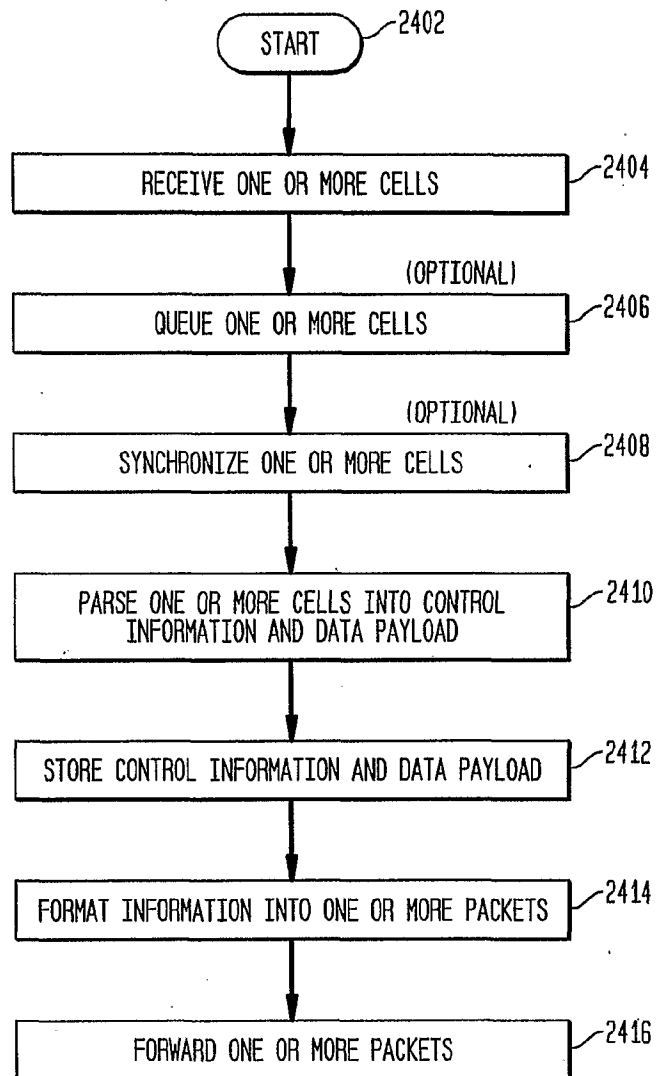 START
2402
RECEIVE ONE OR MORE CELLS
2404
(OPTIONAL)
QUEUE ONE OR MORE CELLS
2406
(OPTIONAL)
SYNCHRONIZE ONE OR MORE CELLS
2408
PARSE ONE OR MORE CELLS INTO CONTROL
INFORMATION AND DATA PAYLOAD
2410
STORE CONTROL INFORMATION AND DATA PAYLOAD
2412
FORMAT INFORMATION INTO ONE OR MORE PACKETS
2414
FORWARD ONE OR MORE PACKETS
2416